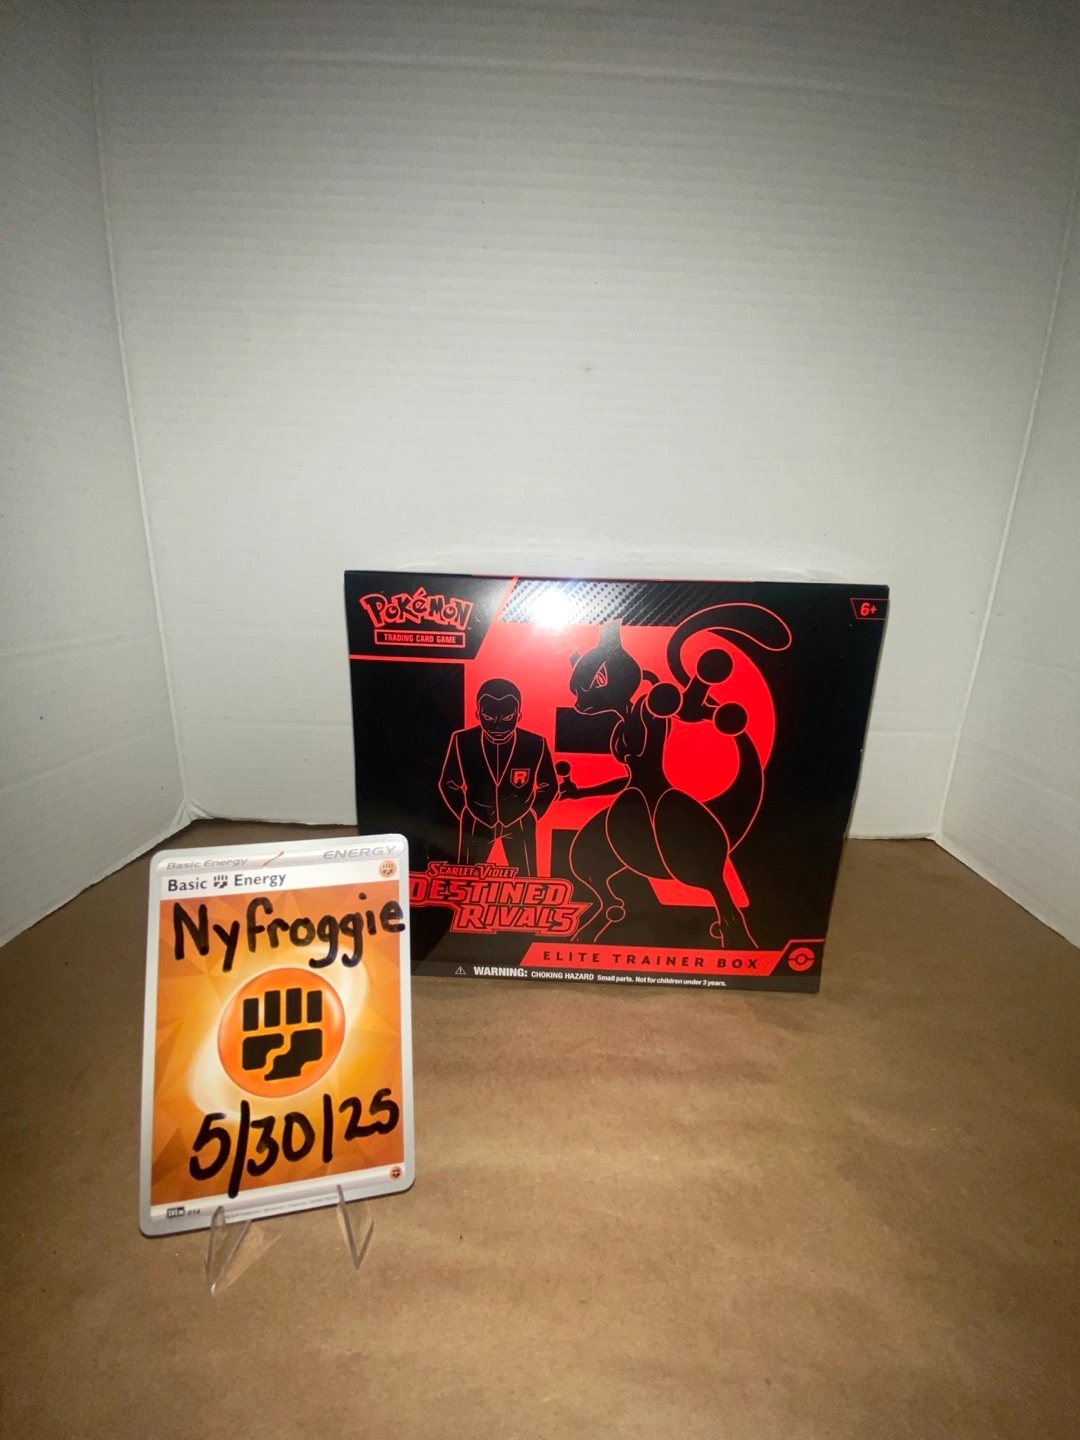 POKéMON
TRADING CARD GAME
6+
R
SCARLET & VIOLET
DESTINED
RIVALS
ELITE TRAINER BOX
WARNING: CHOKING HAZARD Small parts. Not for children under 3 years.
Basic Energy
ENERGY
Basic Energy
Nyfroggie
5/30/25